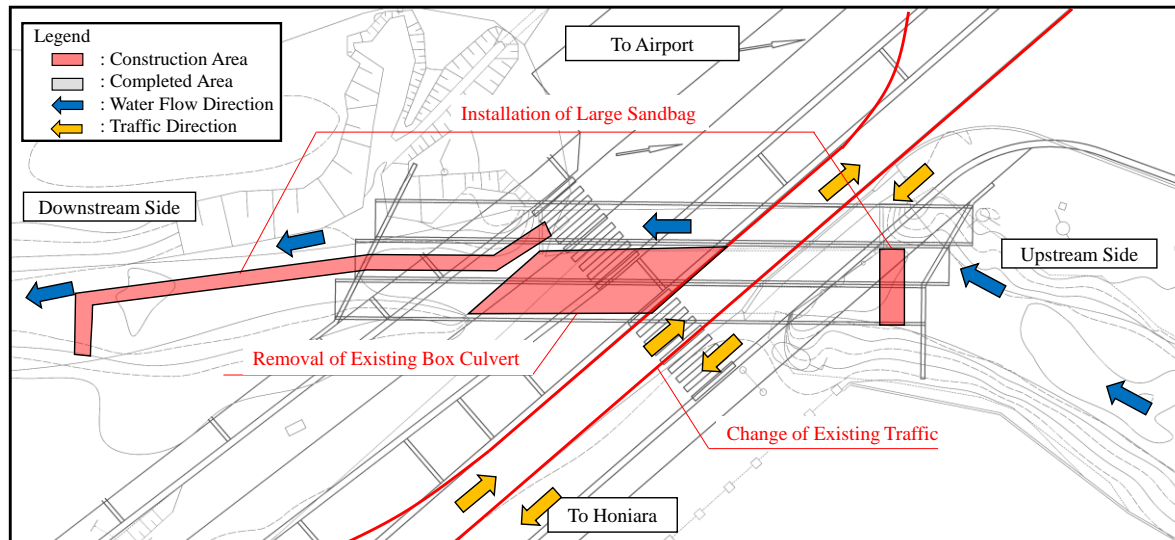 Legend
: Construction Area
: Completed Area
: Water Flow Direction
: Traffic Direction
To Airport
Installation of Large Sandbag
Downstream Side
Upstream Side
Removal of Existing Box Culvert
Change of Existing Traffic
To Honiara